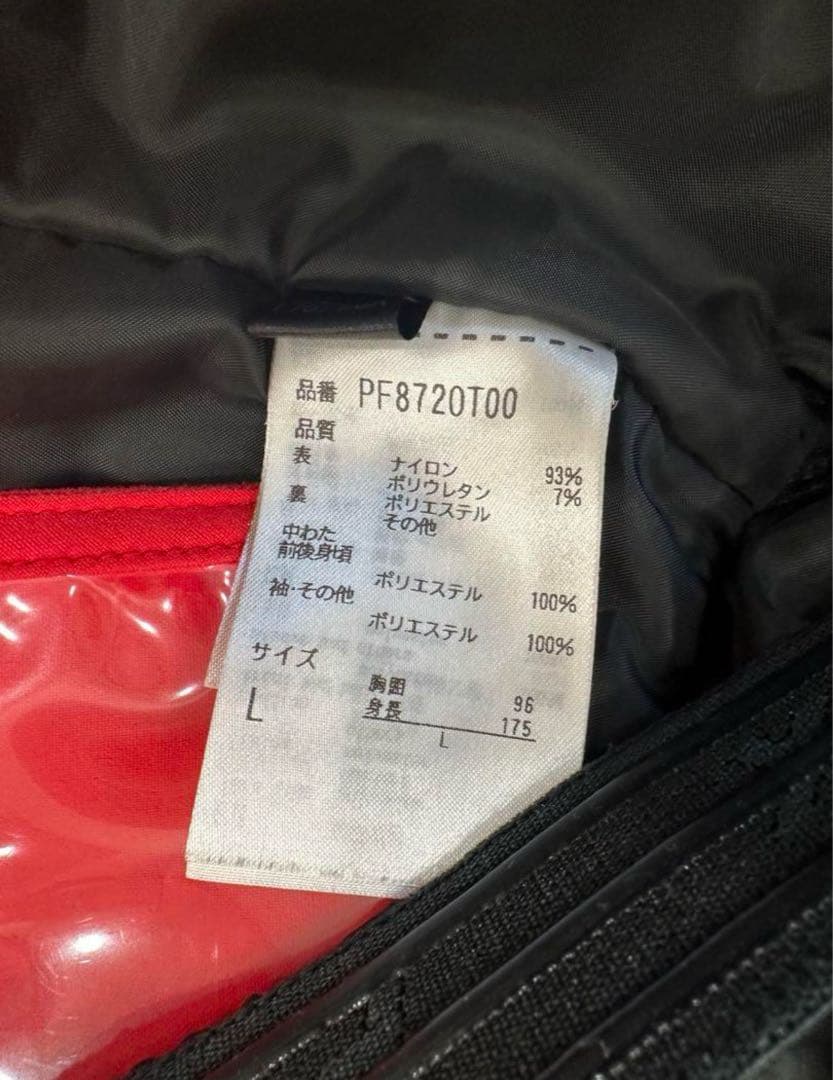 品番 PF8720T00
品質
表 ナイロン 93%
ポリウレタン 7%
裏 ポリエステル
その他
中わた
前後身頃 ポリエステル 100%
袖・その他 ポリエステル 100%
サイズ
L 胸囲 96
身長 175
L